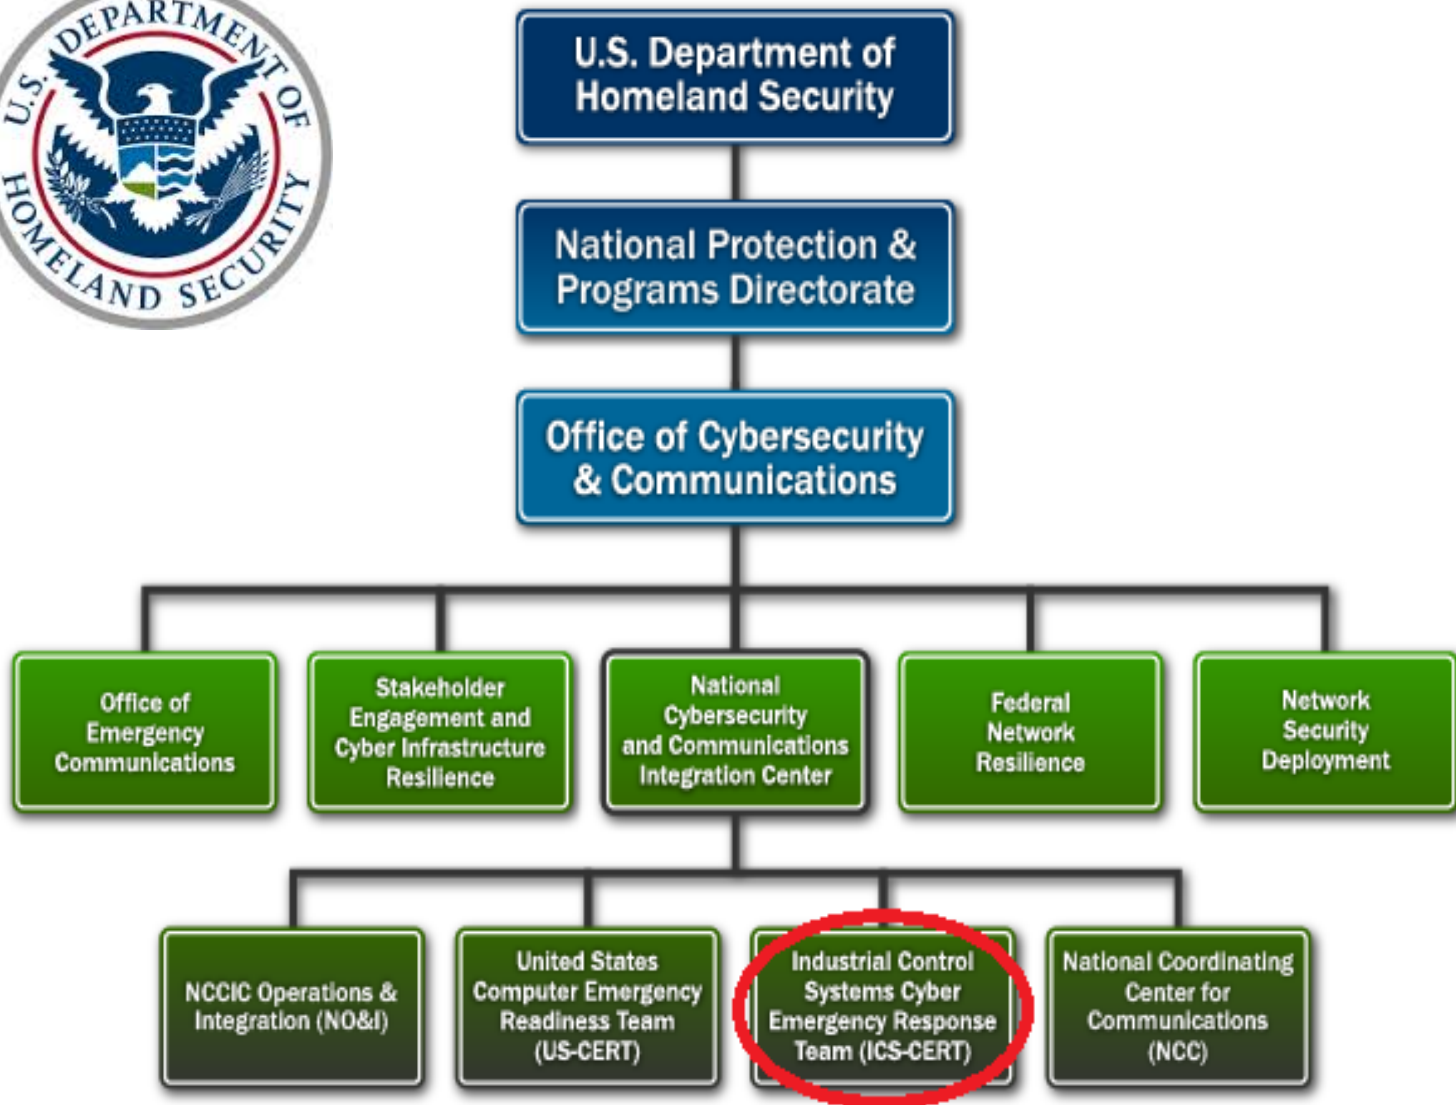 U.S. DEPARTMENT OF
HOMELAND SECURITY
U.S. Department of
Homeland Security
National Protection &
Programs Directorate
Office of Cybersecurity
& Communications
Office of
Emergency
Communications
Stakeholder
Engagement and
Cyber Infrastructure
Resilience
National
Cybersecurity
and Communications
Integration Center
Federal
Network
Resilience
Network
Security
Deployment
NCCIC Operations &
Integration (NO&I)
United States
Computer Emergency
Readiness Team
(US-CERT)
Industrial Control
Systems Cyber
Emergency Response
Team (ICS-CERT)
National Coordinating
Center for
Communications
(NCC)